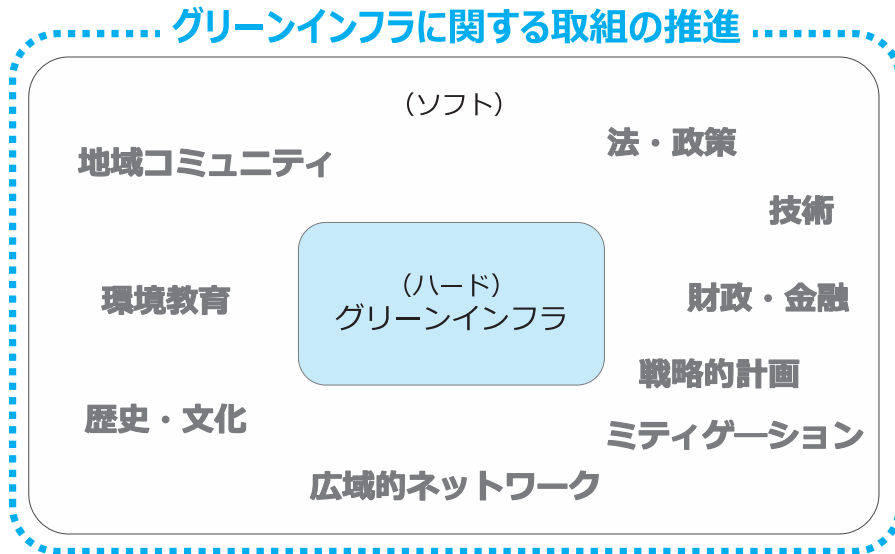 グリーンインフラに関する取組の推進
（ソフト）
法・政策
地域コミュニティ
技術
（ハード）
グリーンインフラ
環境教育
財政・金融
戦略的計画
歴史・文化
ミティゲーション
広域的ネットワーク